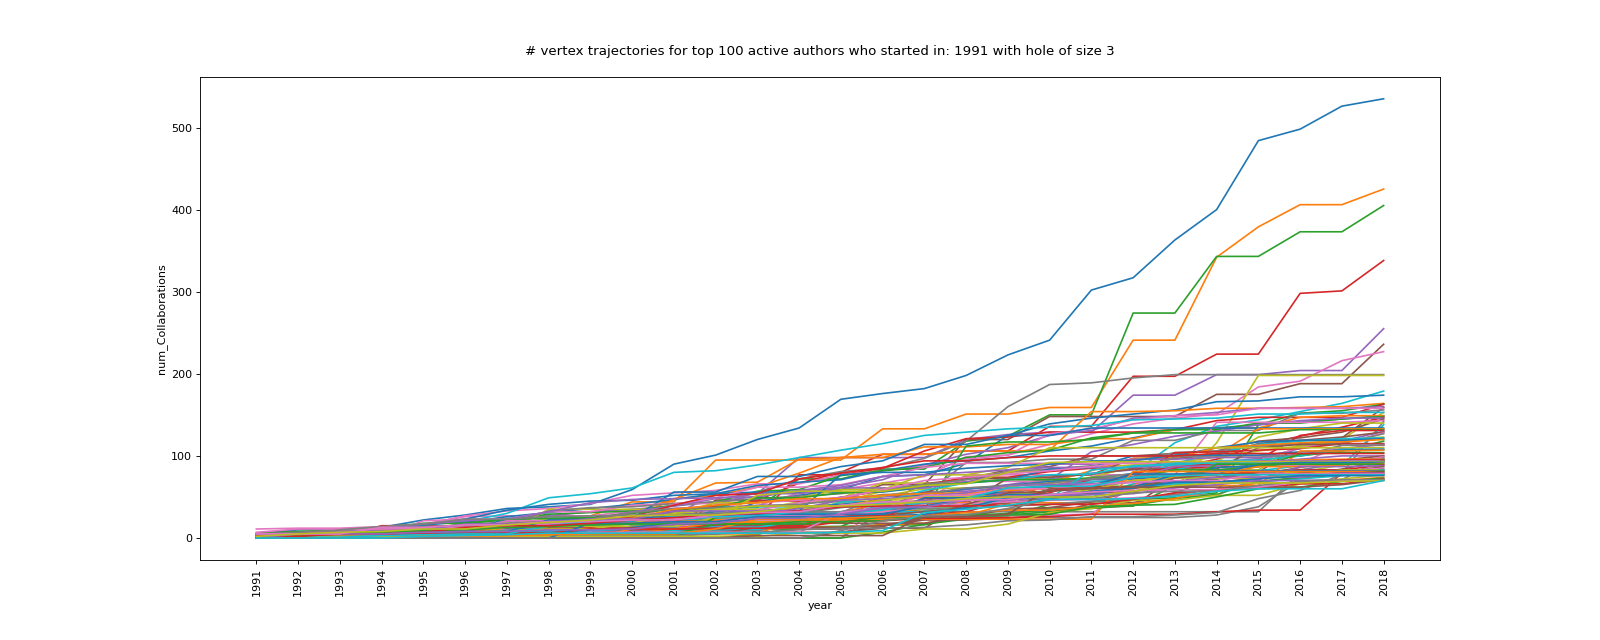 # vertex trajectories for top 100 active authors who started in: 1991 with hole of size 3
500
400
300
200
100
0
num_Collaborations
1991 1992 1993 1994 1995 1996 1997 1998 1999 2000 2001 2002 2003 2004 2005 2006 2007 2008 2009 2010 2011 2012 2013 2014 2015 2016 2017 2018
year